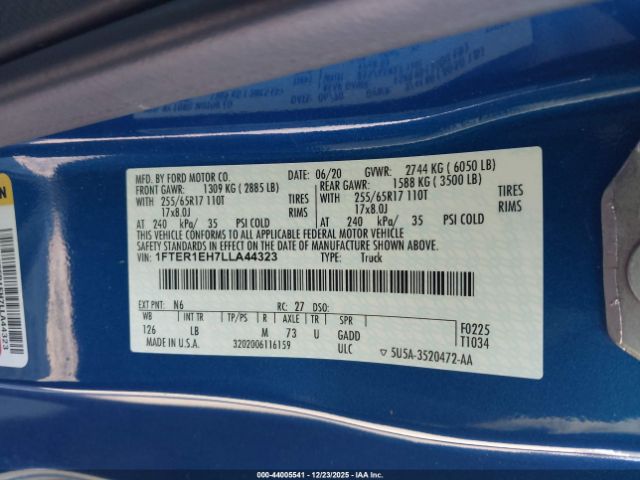 MFD. BY FORD MOTOR CO.
DATE: 06/20 GVWR: 2744 KG ( 6050 LB)
FRONT GAWR: 1309 KG ( 2885 LB) REAR GAWR: 1588 KG ( 3500 LB)
WITH 255/65R17 110T TIRES WITH 255/65R17 110T TIRES
17x8.0J RIMS 17x8.0J RIMS
AT 240 kPa/ 35 PSI COLD AT 240 kPa/ 35 PSI COLD
THIS VEHICLE CONFORMS TO ALL APPLICABLE FEDERAL MOTOR VEHICLE
SAFETY AND THEFT PREVENTION STANDARDS IN EFFECT ON THE DATE OF MANUFACTURE SHOWN ABOVE.
VIN: 1FTER1EH7LLA44323 TYPE: Truck
EXT PNT: N6 RC: 27 DSO:
WB INT TR TP/PS R AXLE TR SPR
126 LB M 73 U GADD
F0225
T1034
MADE IN U.S.A. 3202006116159 ULC
▽ 5U5A-3520472-AA
000-44005541 - 12/23/2025 - IAAI.com